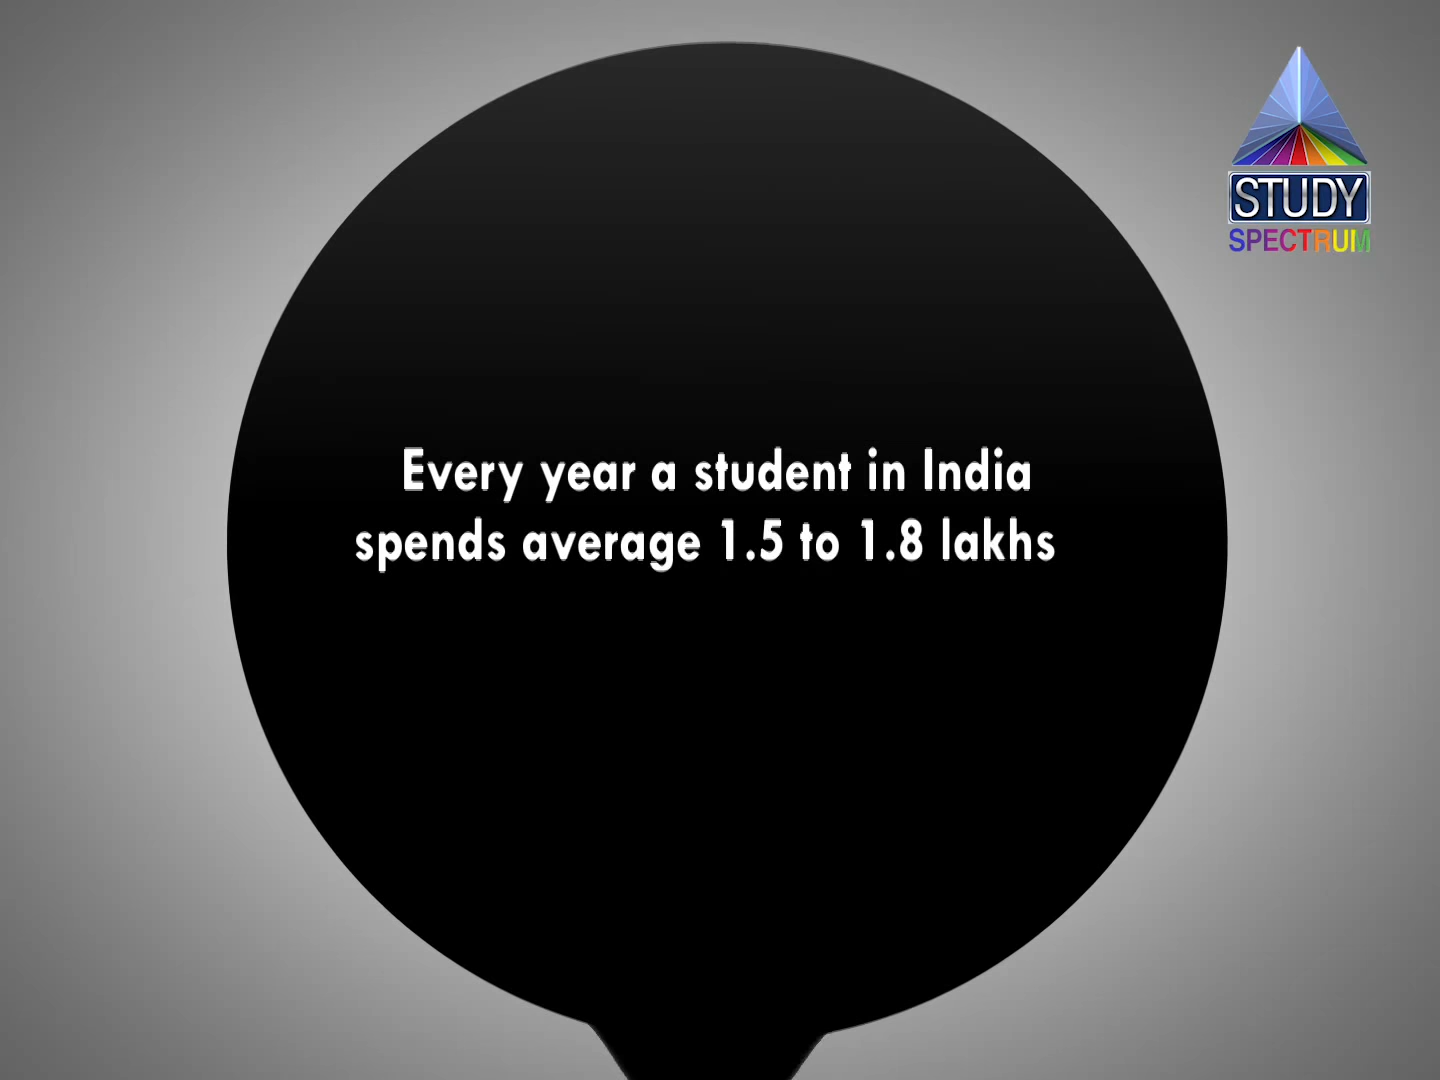 STUDY
SPECTRUM
Every year a student in India
spends average 1.5 to 1.8 lakhs